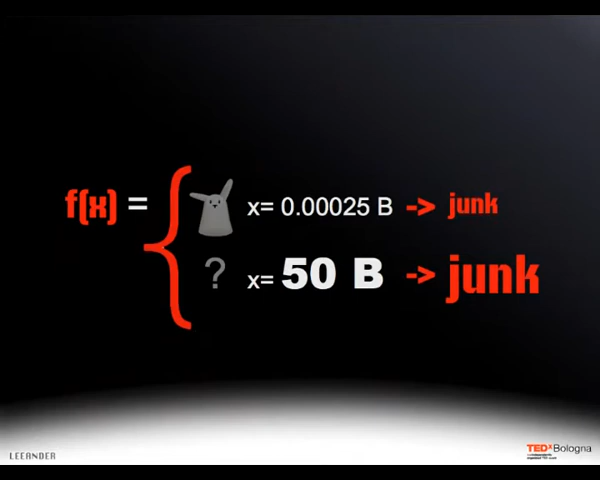 f(x) = { x= 0.00025 B -> junk
? x= 50 B -> junk
LEEANDER
TEDxBologna